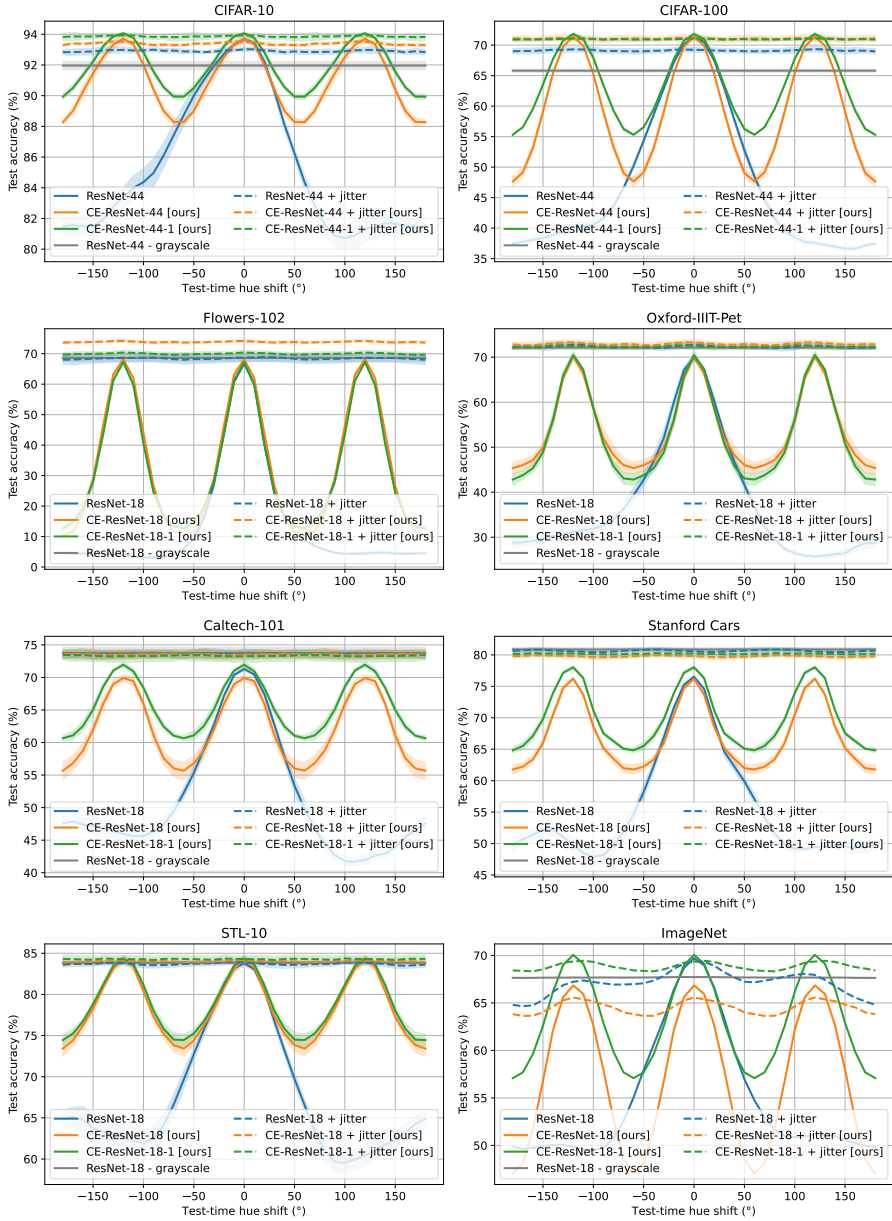 CIFAR-10
94
92
90
88
86
84
82
80
Test accuracy (%)
ResNet-44
CE-ResNet-44 [ours]
CE-ResNet-44-1 [ours]
ResNet-44 - grayscale
ResNet + jitter
CE-ResNet-44 + jitter [ours]
CE-ResNet-44-1 + jitter [ours]
−150 −100 −50 0 50 100 150
Test-time hue shift (°)
CIFAR-100
70
65
60
55
50
45
40
35
Test accuracy (%)
ResNet-44
CE-ResNet-44 [ours]
CE-ResNet-44-1 [ours]
ResNet-44 - grayscale
ResNet + jitter
CE-ResNet-44 + jitter [ours]
CE-ResNet-44-1 + jitter [ours]
−150 −100 −50 0 50 100 150
Test-time hue shift (°)
Flowers-102
70
60
50
40
30
20
10
0
Test accuracy (%)
ResNet-18
CE-ResNet-18 [ours]
CE-ResNet-18-1 [ours]
ResNet-18 - grayscale
ResNet-18 + jitter
CE-ResNet-18 + jitter [ours]
CE-ResNet-18-1 + jitter [ours]
−150 −100 −50 0 50 100 150
Test-time hue shift (°)
Oxford-IIIT-Pet
70
60
50
40
30
Test accuracy (%)
ResNet-18
CE-ResNet-18 [ours]
CE-ResNet-18-1 [ours]
ResNet-18 - grayscale
ResNet-18 + jitter
CE-ResNet-18 + jitter [ours]
CE-ResNet-18-1 + jitter [ours]
−150 −100 −50 0 50 100 150
Test-time hue shift (°)
Caltech-101
75
70
65
60
55
50
45
40
Test accuracy (%)
ResNet-18
CE-ResNet-18 [ours]
CE-ResNet-18-1 [ours]
ResNet-18 - grayscale
ResNet-18 + jitter
CE-ResNet-18 + jitter [ours]
CE-ResNet-18-1 + jitter [ours]
−150 −100 −50 0 50 100 150
Test-time hue shift (°)
Stanford Cars
80
75
70
65
60
55
50
45
Test accuracy (%)
ResNet-18
CE-ResNet-18 [ours]
CE-ResNet-18-1 [ours]
ResNet-18 - grayscale
ResNet-18 + jitter
CE-ResNet-18 + jitter [ours]
CE-ResNet-18-1 + jitter [ours]
−150 −100 −50 0 50 100 150
Test-time hue shift (°)
STL-10
85
80
75
70
65
60
Test accuracy (%)
ResNet-18
CE-ResNet-18 [ours]
CE-ResNet-18-1 [ours]
ResNet-18 - grayscale
ResNet-18 + jitter
CE-ResNet-18 + jitter [ours]
CE-ResNet-18-1 + jitter [ours]
−150 −100 −50 0 50 100 150
Test-time hue shift (°)
ImageNet
70
65
60
55
50
Test accuracy (%)
ResNet-18
CE-ResNet-18 [ours]
CE-ResNet-18-1 [ours]
ResNet-18 - grayscale
ResNet-18 + jitter
CE-ResNet-18 + jitter [ours]
CE-ResNet-18-1 + jitter [ours]
−150 −100 −50 0 50 100 150
Test-time hue shift (°)